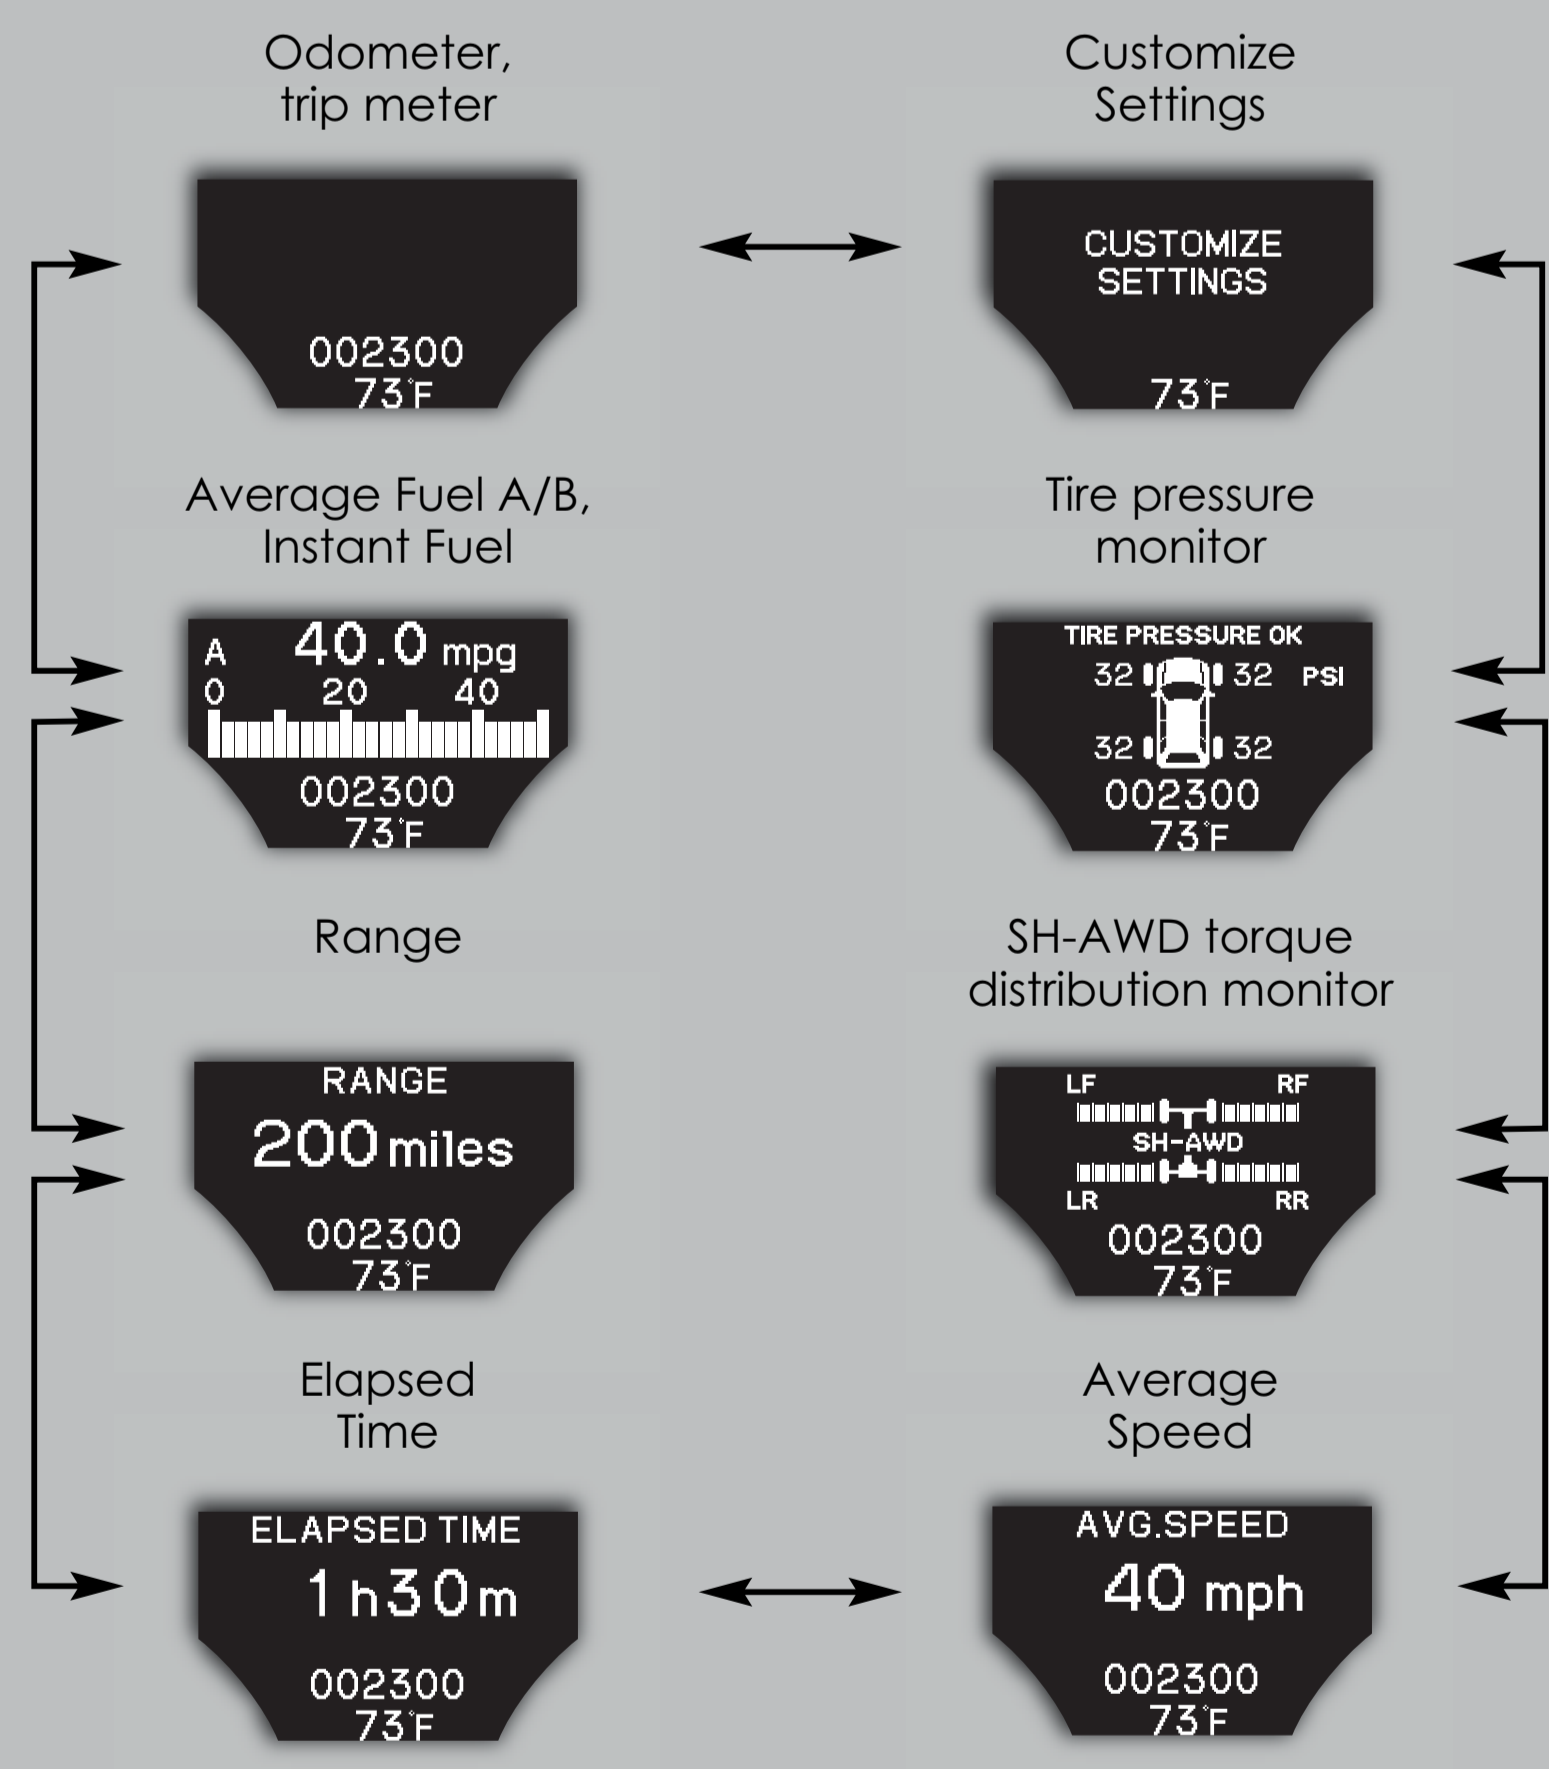 Odometer,
trip meter
002300
73°F
Customize
Settings
CUSTOMIZE
SETTINGS
73°F
Average Fuel A/B,
Instant Fuel
A 40.0 mpg
0 20 40
002300
73°F
Tire pressure
monitor
TIRE PRESSURE OK
32 32 PSI
32 32
002300
73°F
Range
RANGE
200 miles
002300
73°F
SH-AWD torque
distribution monitor
LF RF
SH-AWD
LR RR
002300
73°F
Elapsed
Time
ELAPSED TIME
1 h 30 m
002300
73°F
Average
Speed
AVG.SPEED
40 mph
002300
73°F